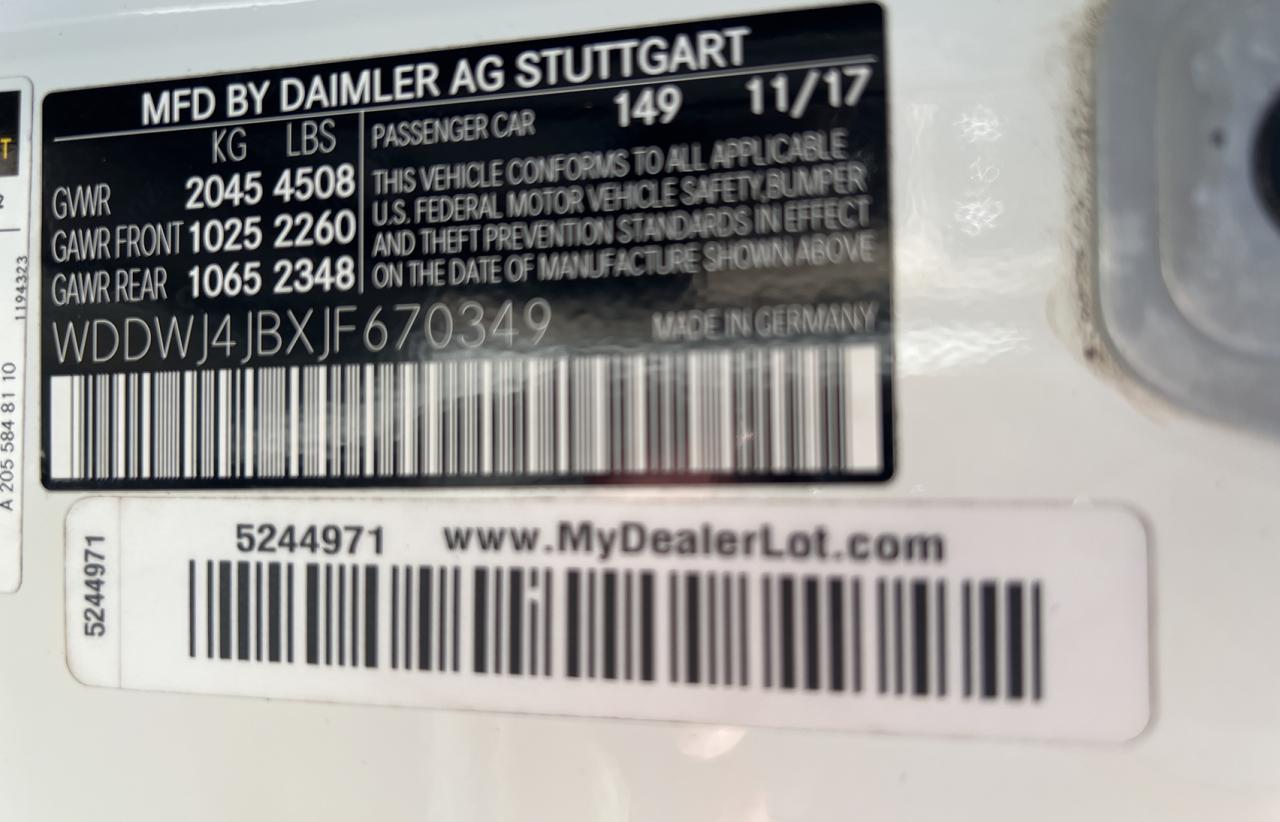 MFD BY DAIMLER AG STUTTGART
KG LBS
GVWR 2045 4508
GAWR FRONT 1025 2260
GAWR REAR 1065 2348
PASSENGER CAR 149 11/17
THIS VEHICLE CONFORMS TO ALL APPLICABLE
U.S. FEDERAL MOTOR VEHICLE SAFETY,BUMPER
AND THEFT PREVENTION STANDARDS IN EFFECT
ON THE DATE OF MANUFACTURE SHOWN ABOVE
WDDWJ4JBXJF670349 MADE IN GERMANY
T
2
1194323
A 205 584 81 10
5244971
5244971 www.MyDealerLot.com